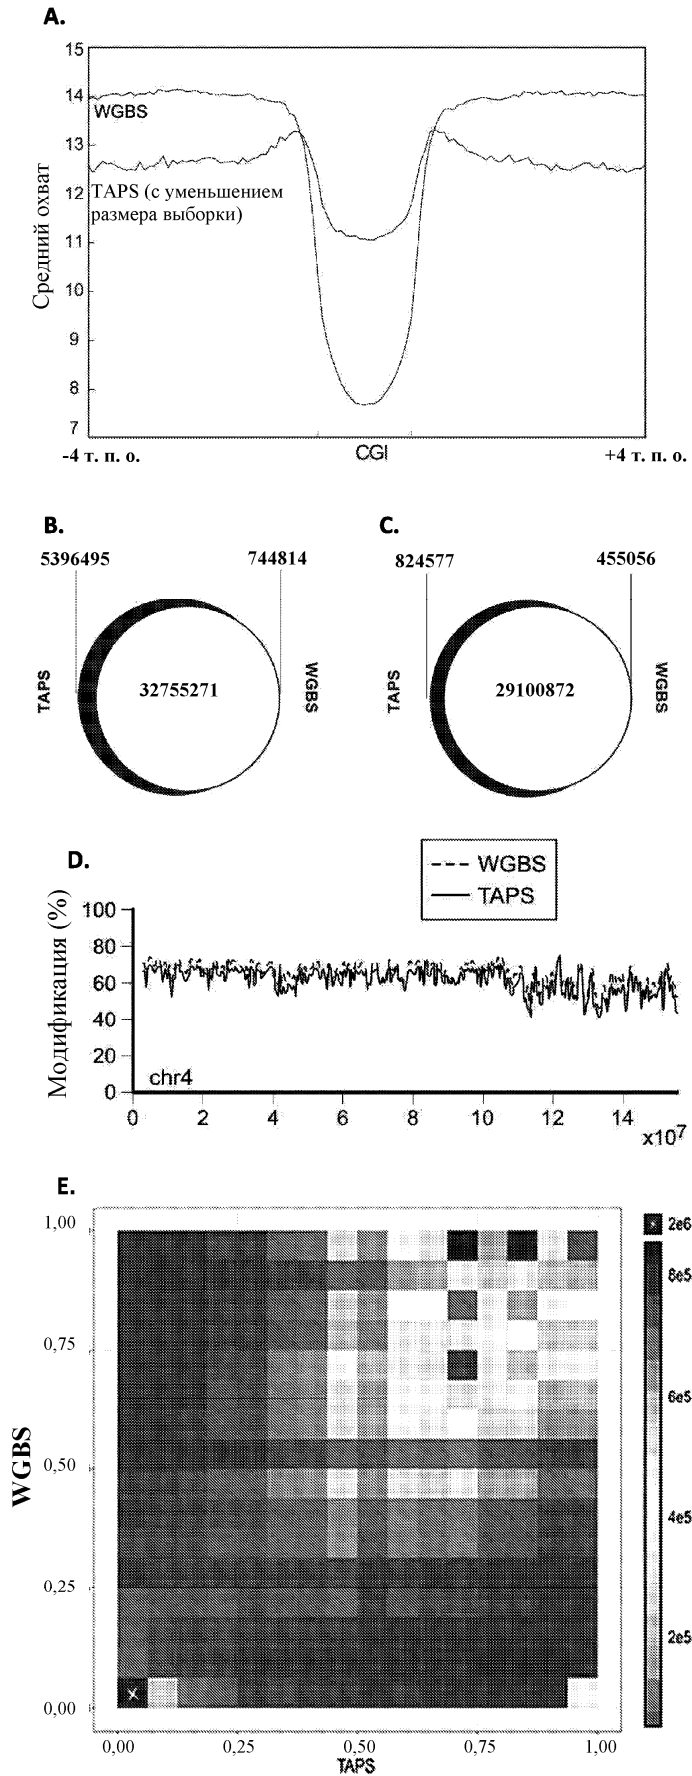 A.
15
14
13
12
11
10
9
8
7
Средний охват
WGBS
TAPS (с уменьшением
размера выборки)
-4 т. п. о.
CGI
+4 т. п. о.
B.
5396495
744814
TAPS
32755271
WGBS
C.
824577
455056
TAPS
29100872
WGBS
D.
WGBS
TAPS
Модификация (%)
100
80
60
40
20
0
chr4
0
2
4
6
8
10
12
14
x10⁷
E.
1,00
0,75
0,50
0,25
0,00
WGBS
x
x 2e6
8e5
6e5
4e5
2e5
0,00
0,25
0,50
0,75
1,00
TAPS